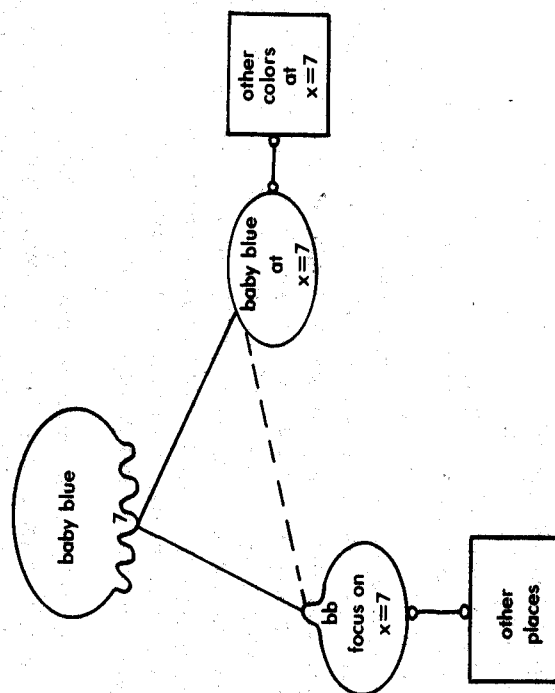 baby blue
7
baby blue
at
x=7
other
colors
at
x=7
bb
focus on
x=7
other
places